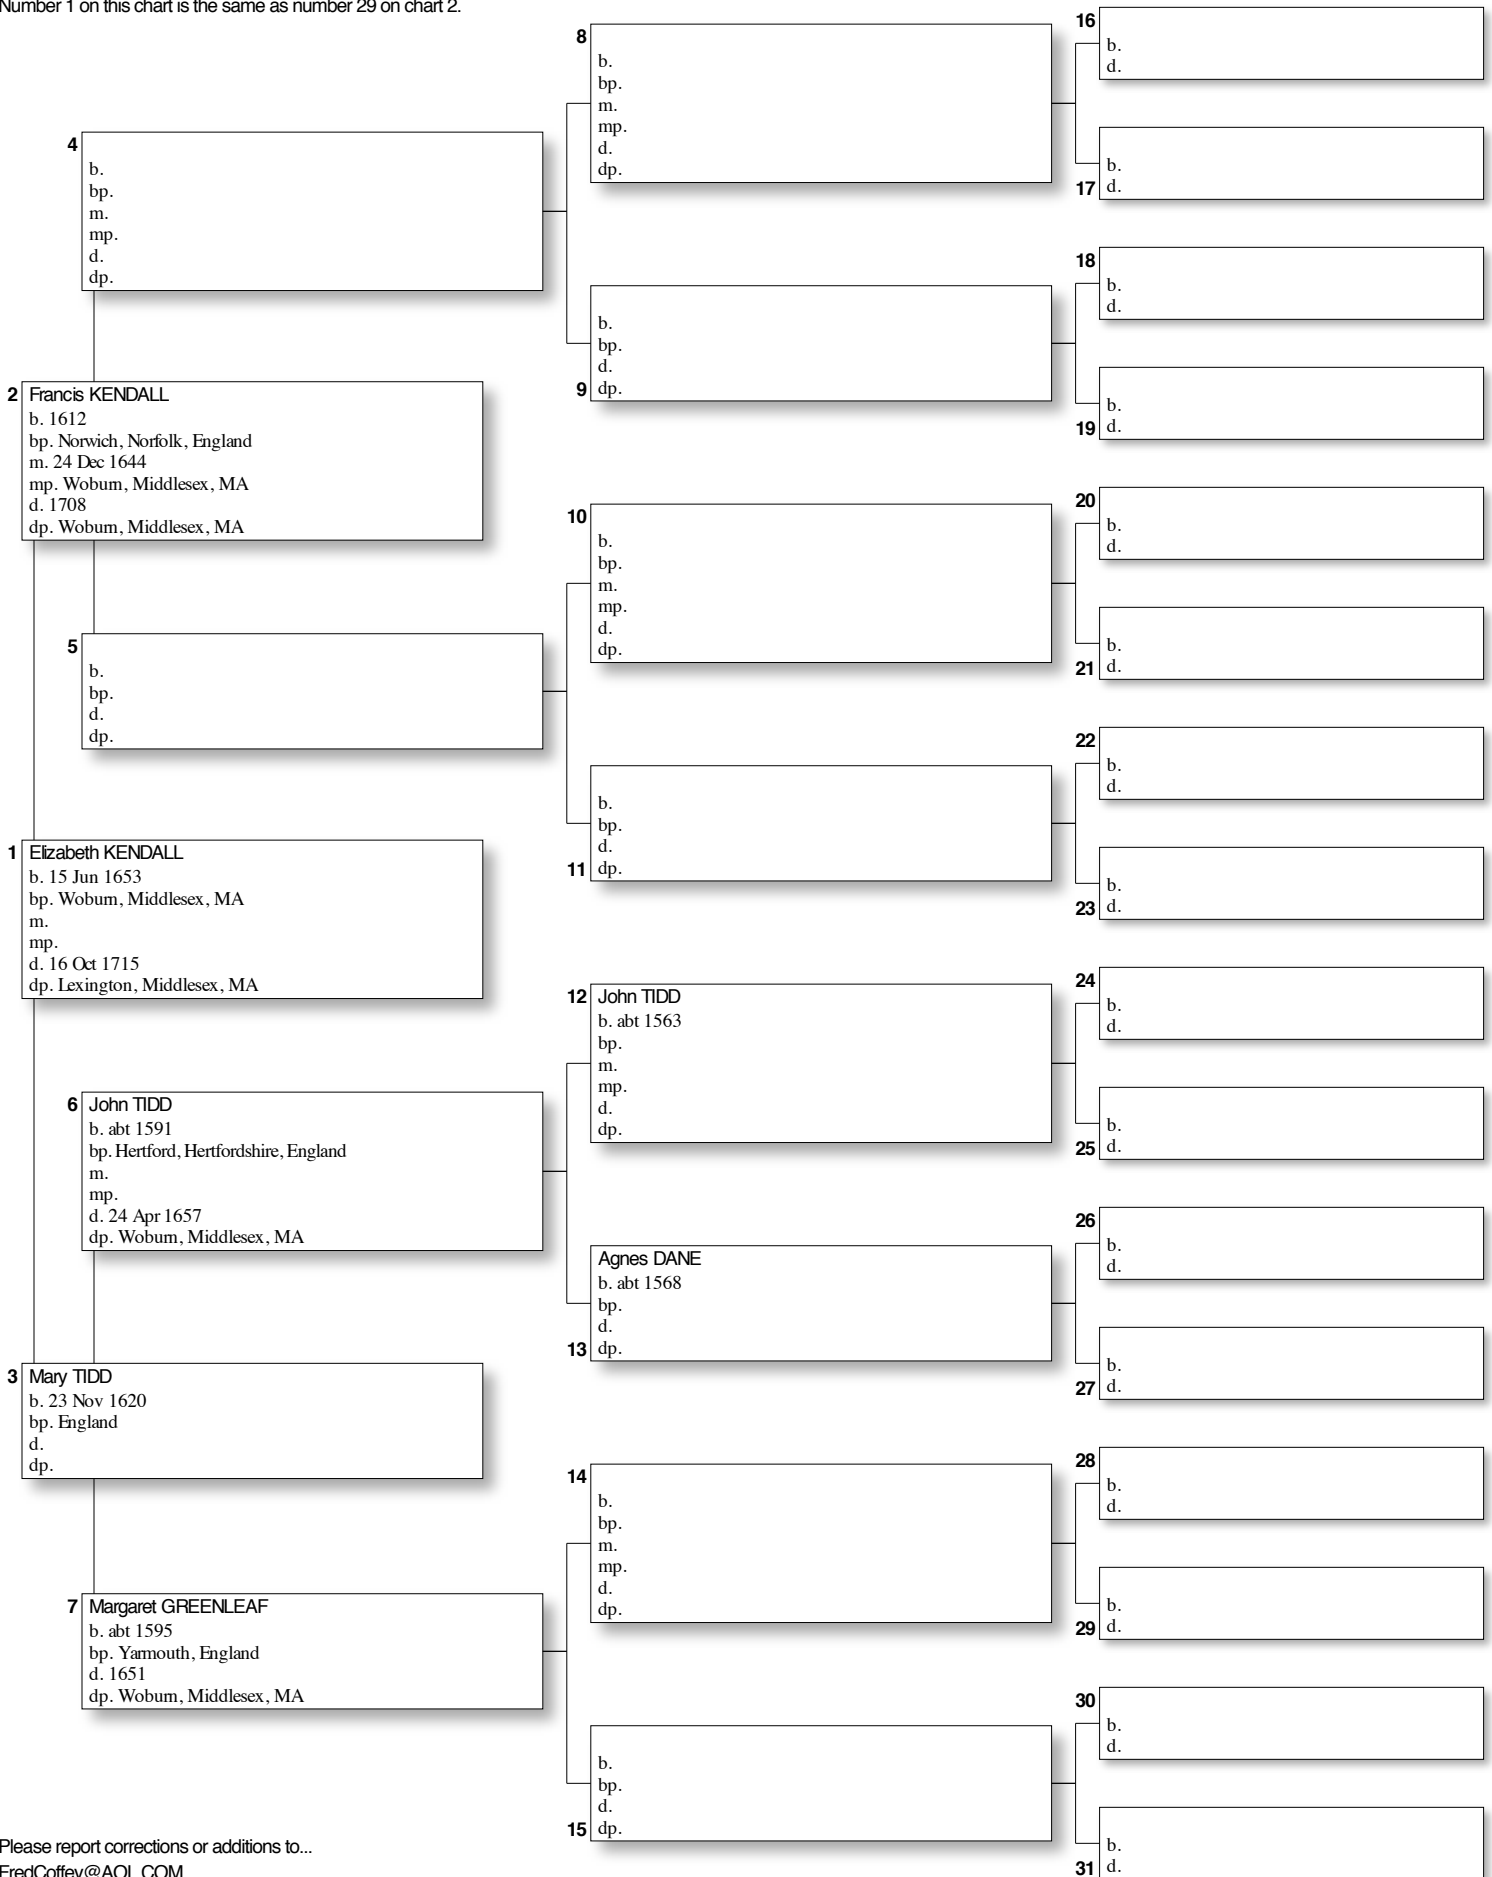 Number 1 on this chart is the same as number 29 on chart 2.
8
b.
bp.
m.
mp.
d.
dp.
16
b.
d.
b.
17 d.
4
b.
bp.
m.
mp.
d.
dp.
18
b.
d.
b.
bp.
d.
9 dp.
b.
19 d.
2 Francis KENDALL
b. 1612
bp. Norwich, Norfolk, England
m. 24 Dec 1644
mp. Woburn, Middlesex, MA
d. 1708
dp. Woburn, Middlesex, MA
10
b.
bp.
m.
mp.
d.
dp.
20
b.
d.
b.
21 d.
5
b.
bp.
d.
dp.
22
b.
d.
b.
bp.
d.
11 dp.
b.
23 d.
1 Elizabeth KENDALL
b. 15 Jun 1653
bp. Woburn, Middlesex, MA
m.
mp.
d. 16 Oct 1715
dp. Lexington, Middlesex, MA
12 John TIDD
b. abt 1563
bp.
m.
mp.
d.
dp.
24
b.
d.
b.
25 d.
6 John TIDD
b. abt 1591
bp. Hertford, Hertfordshire, England
m.
mp.
d. 24 Apr 1657
dp. Woburn, Middlesex, MA
26
b.
d.
Agnes DANE
b. abt 1568
bp.
d.
13 dp.
b.
27 d.
3 Mary TIDD
b. 23 Nov 1620
bp. England
d.
dp.
14
b.
bp.
m.
mp.
d.
dp.
28
b.
d.
b.
29 d.
7 Margaret GREENLEAF
b. abt 1595
bp. Yarmouth, England
d. 1651
dp. Woburn, Middlesex, MA
30
b.
d.
b.
bp.
d.
15 dp.
b.
31 d.
Please report corrections or additions to...
FredCoffey@AOL.COM